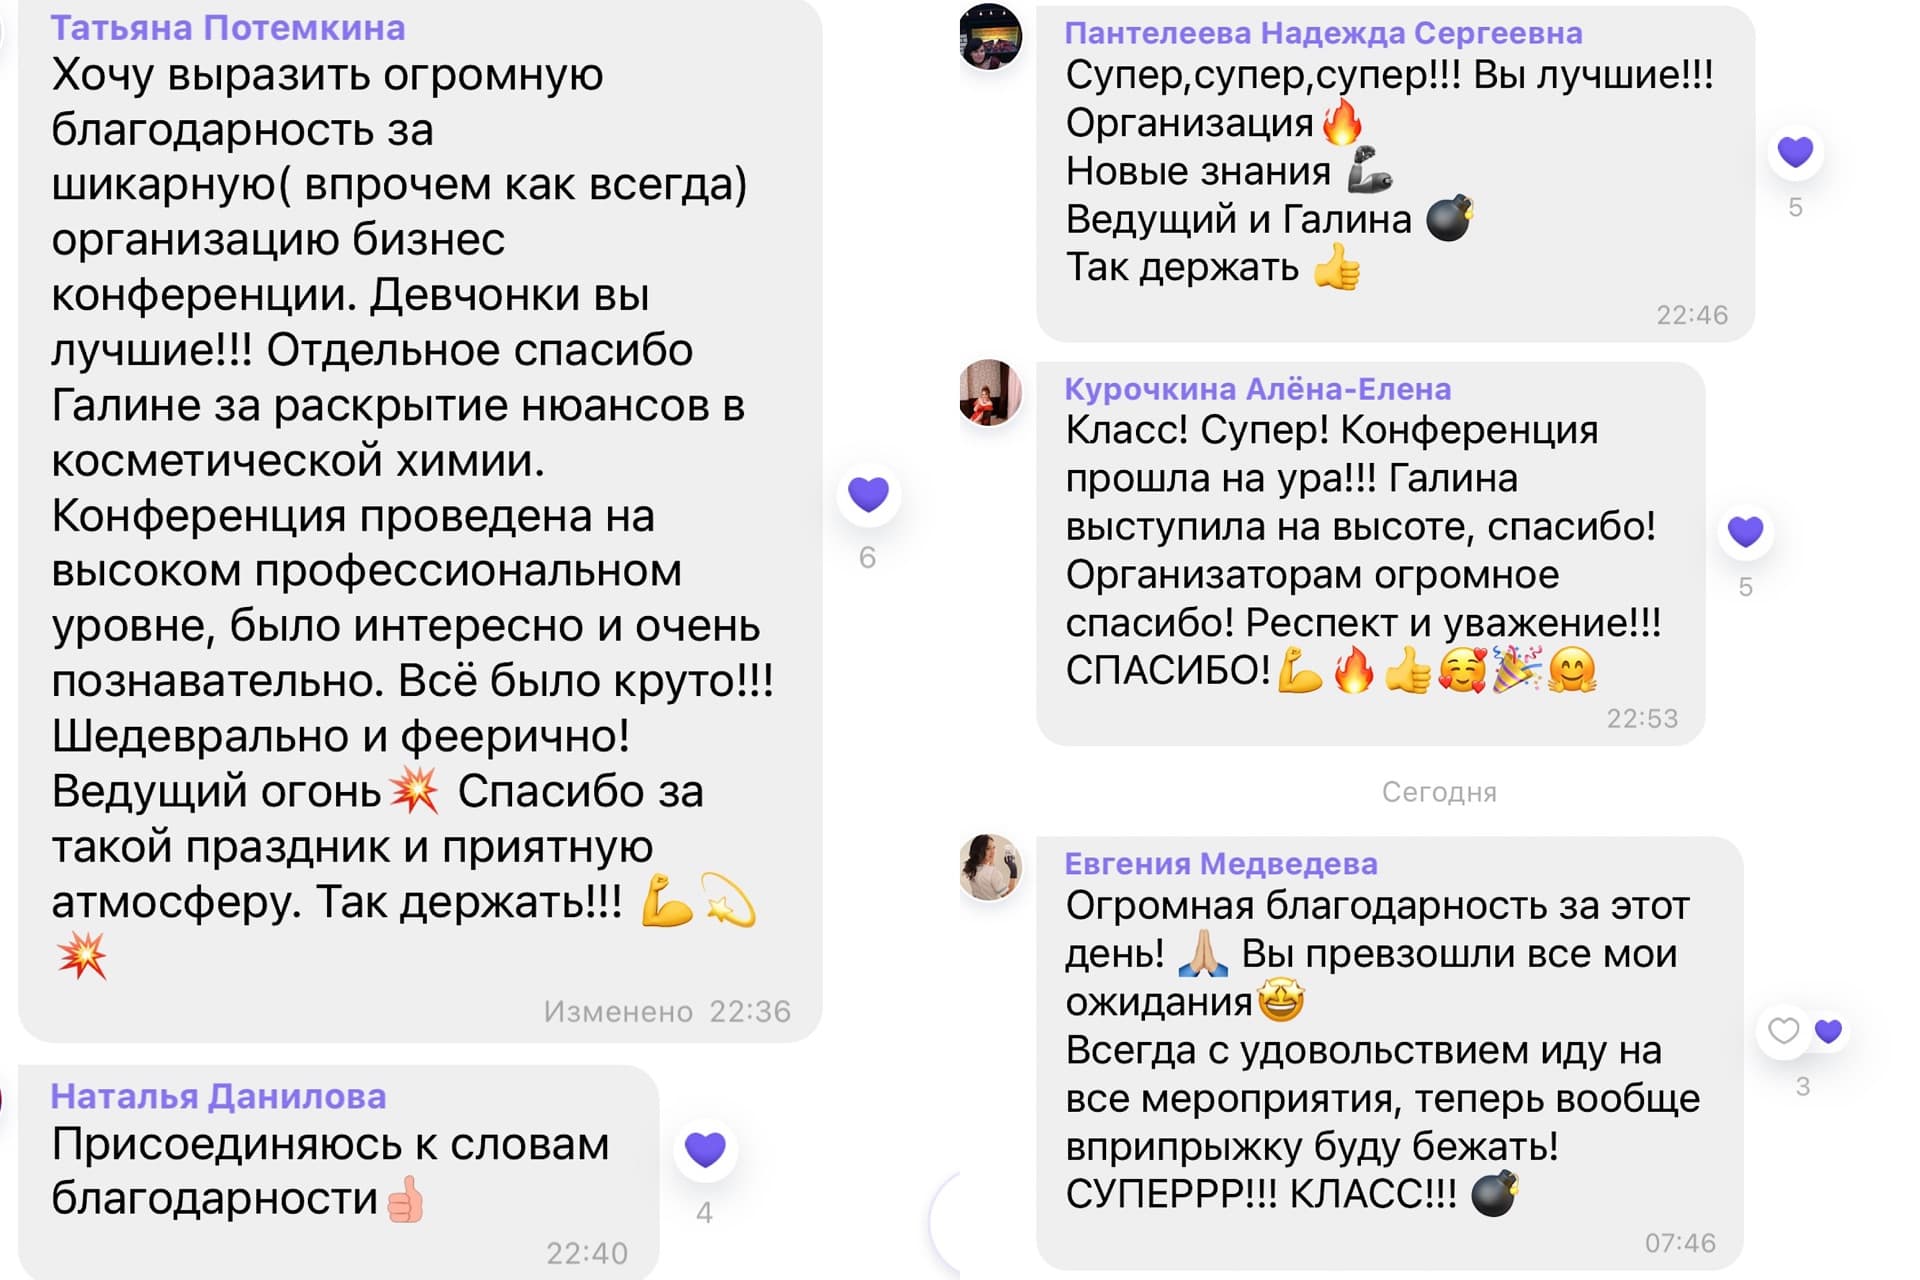 Татьяна Потемкина
Хочу выразить огромную
благодарность за
шикарную( впрочем как всегда)
организацию бизнес
конференции. Девчонки вы
лучшие!!! Отдельное спасибо
Галине за раскрытие нюансов в
косметической химии.
Конференция проведена на
высоком профессиональном
уровне, было интересно и очень
познавательно. Всё было круто!!!
Шедеврально и феерично!
Ведущий огонь💥 Спасибо за
такой праздник и приятную
атмосферу. Так держать!!! 💪💫
💥
Изменено 22:36
6
Наталья Данилова
Присоединяюсь к словам
благодарности👍🏻
22:40
4
Пантелеева Надежда Сергеевна
Супер,супер,супер!!! Вы лучшие!!!
Организация🔥
Новые знания 🦾
Ведущий и Галина 💣
Так держать 👍
22:46
5
Курочкина Алёна-Елена
Класс! Супер! Конференция
прошла на ура!!! Галина
выступила на высоте, спасибо!
Организаторам огромное
спасибо! Респект и уважение!!!
СПАСИБО!💪🔥👍🥰🎉🤗
22:53
5
Сегодня
Евгения Медведева
Огромная благодарность за этот
день! 🙏🏼 Вы превзошли все мои
ожидания🤩
Всегда с удовольствием иду на
все мероприятия, теперь вообще
вприпрыжку буду бежать!
СУПЕРРР!!! КЛАСС!!! 💣
07:46
3